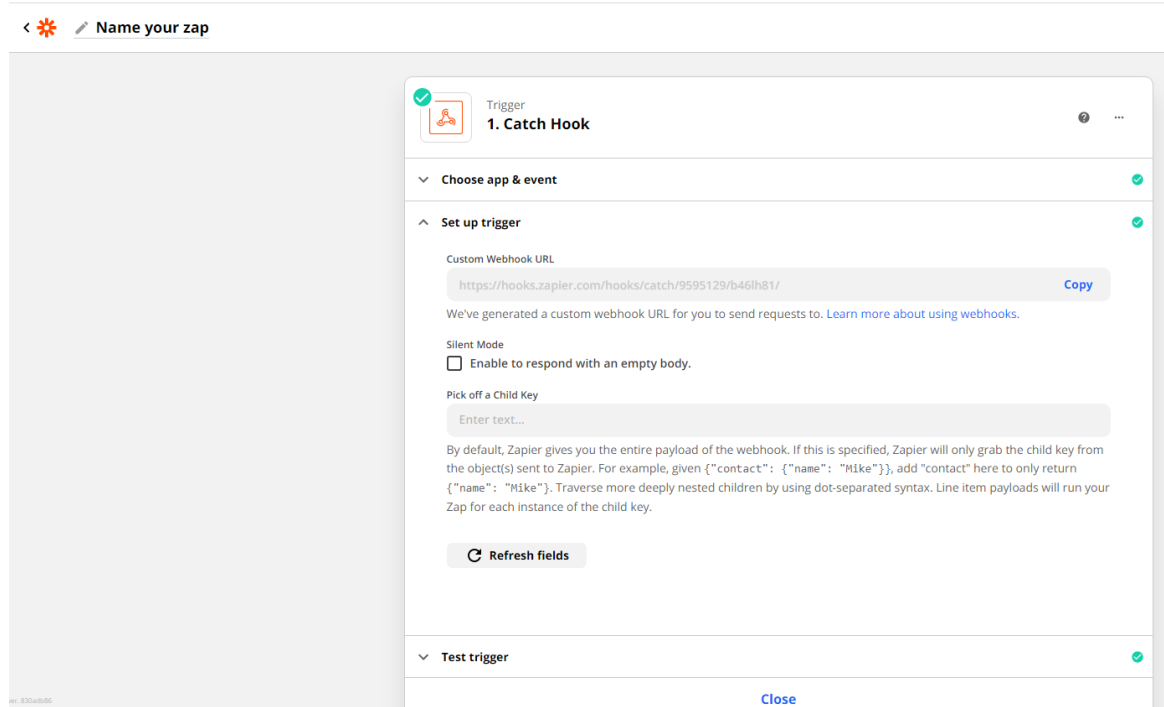 Name your zap
Trigger
1. Catch Hook
Choose app & event
Set up trigger
Custom Webhook URL
https://hooks.zapier.com/hooks/catch/9595129/b46lh81/
Copy
We've generated a custom webhook URL for you to send requests to. Learn more about using webhooks.
Silent Mode
Enable to respond with an empty body.
Pick off a Child Key
Enter text...
By default, Zapier gives you the entire payload of the webhook. If this is specified, Zapier will only grab the child key from
the object(s) sent to Zapier. For example, given {"contact": {"name": "Mike"}}, add "contact" here to only return
{"name": "Mike"}. Traverse more deeply nested children by using dot-separated syntax. Line item payloads will run your
Zap for each instance of the child key.
Refresh fields
Test trigger
Close
ver. 830adb86